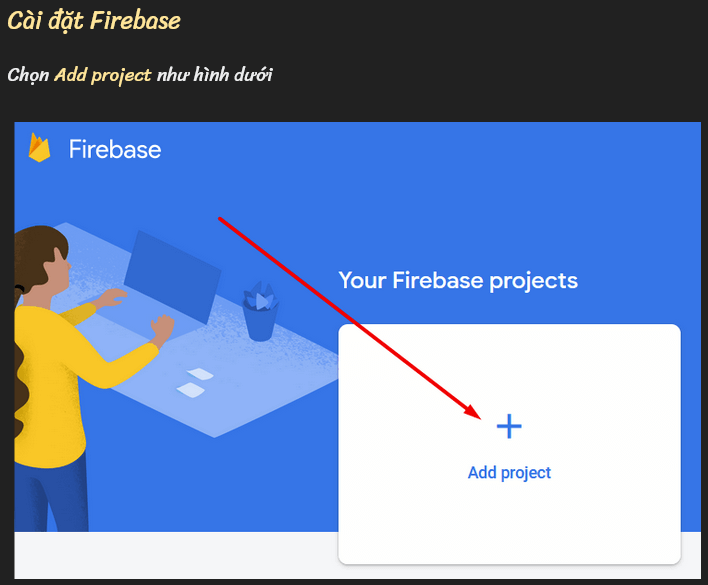 Cài đặt Firebase
Chọn Add project như hình dưới
Firebase
Your Firebase projects
Add project